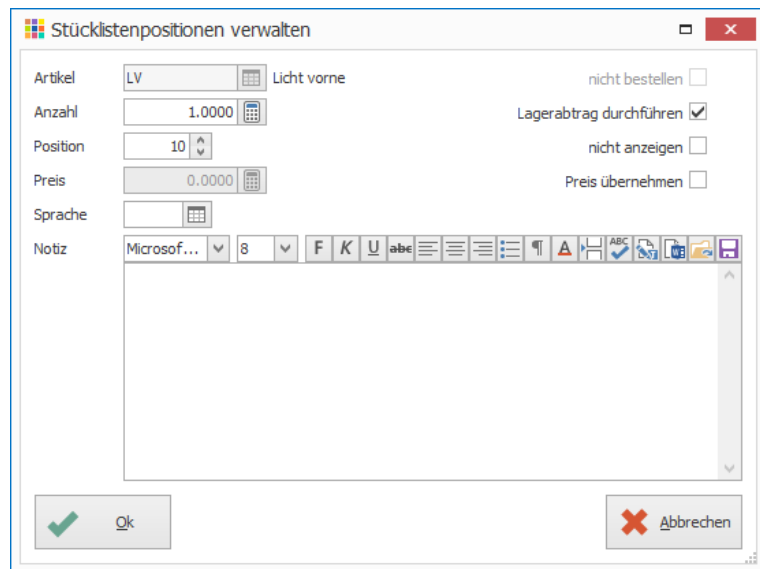 Stücklistenpositionen verwalten
Artikel LV Licht vorne nicht bestellen
Anzahl 1.0000 Lagerabtrag durchführen
Position 10 nicht anzeigen
Preis 0.0000 Preis übernehmen
Sprache
Notiz Microsof... 8 F K U abc ¶ A ABC W
Ok Abbrechen